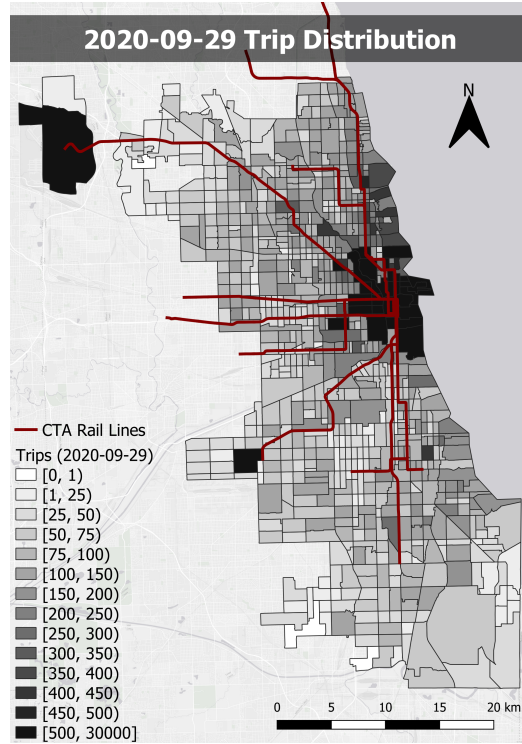 2020-09-29 Trip Distribution
N
CTA Rail Lines
Trips (2020-09-29)
[0, 1)
[1, 25)
[25, 50)
[50, 75)
[75, 100)
[100, 150)
[150, 200)
[200, 250)
[250, 300)
[300, 350)
[350, 400)
[400, 450)
[450, 500)
[500, 30000]
0 5 10 15 20 km